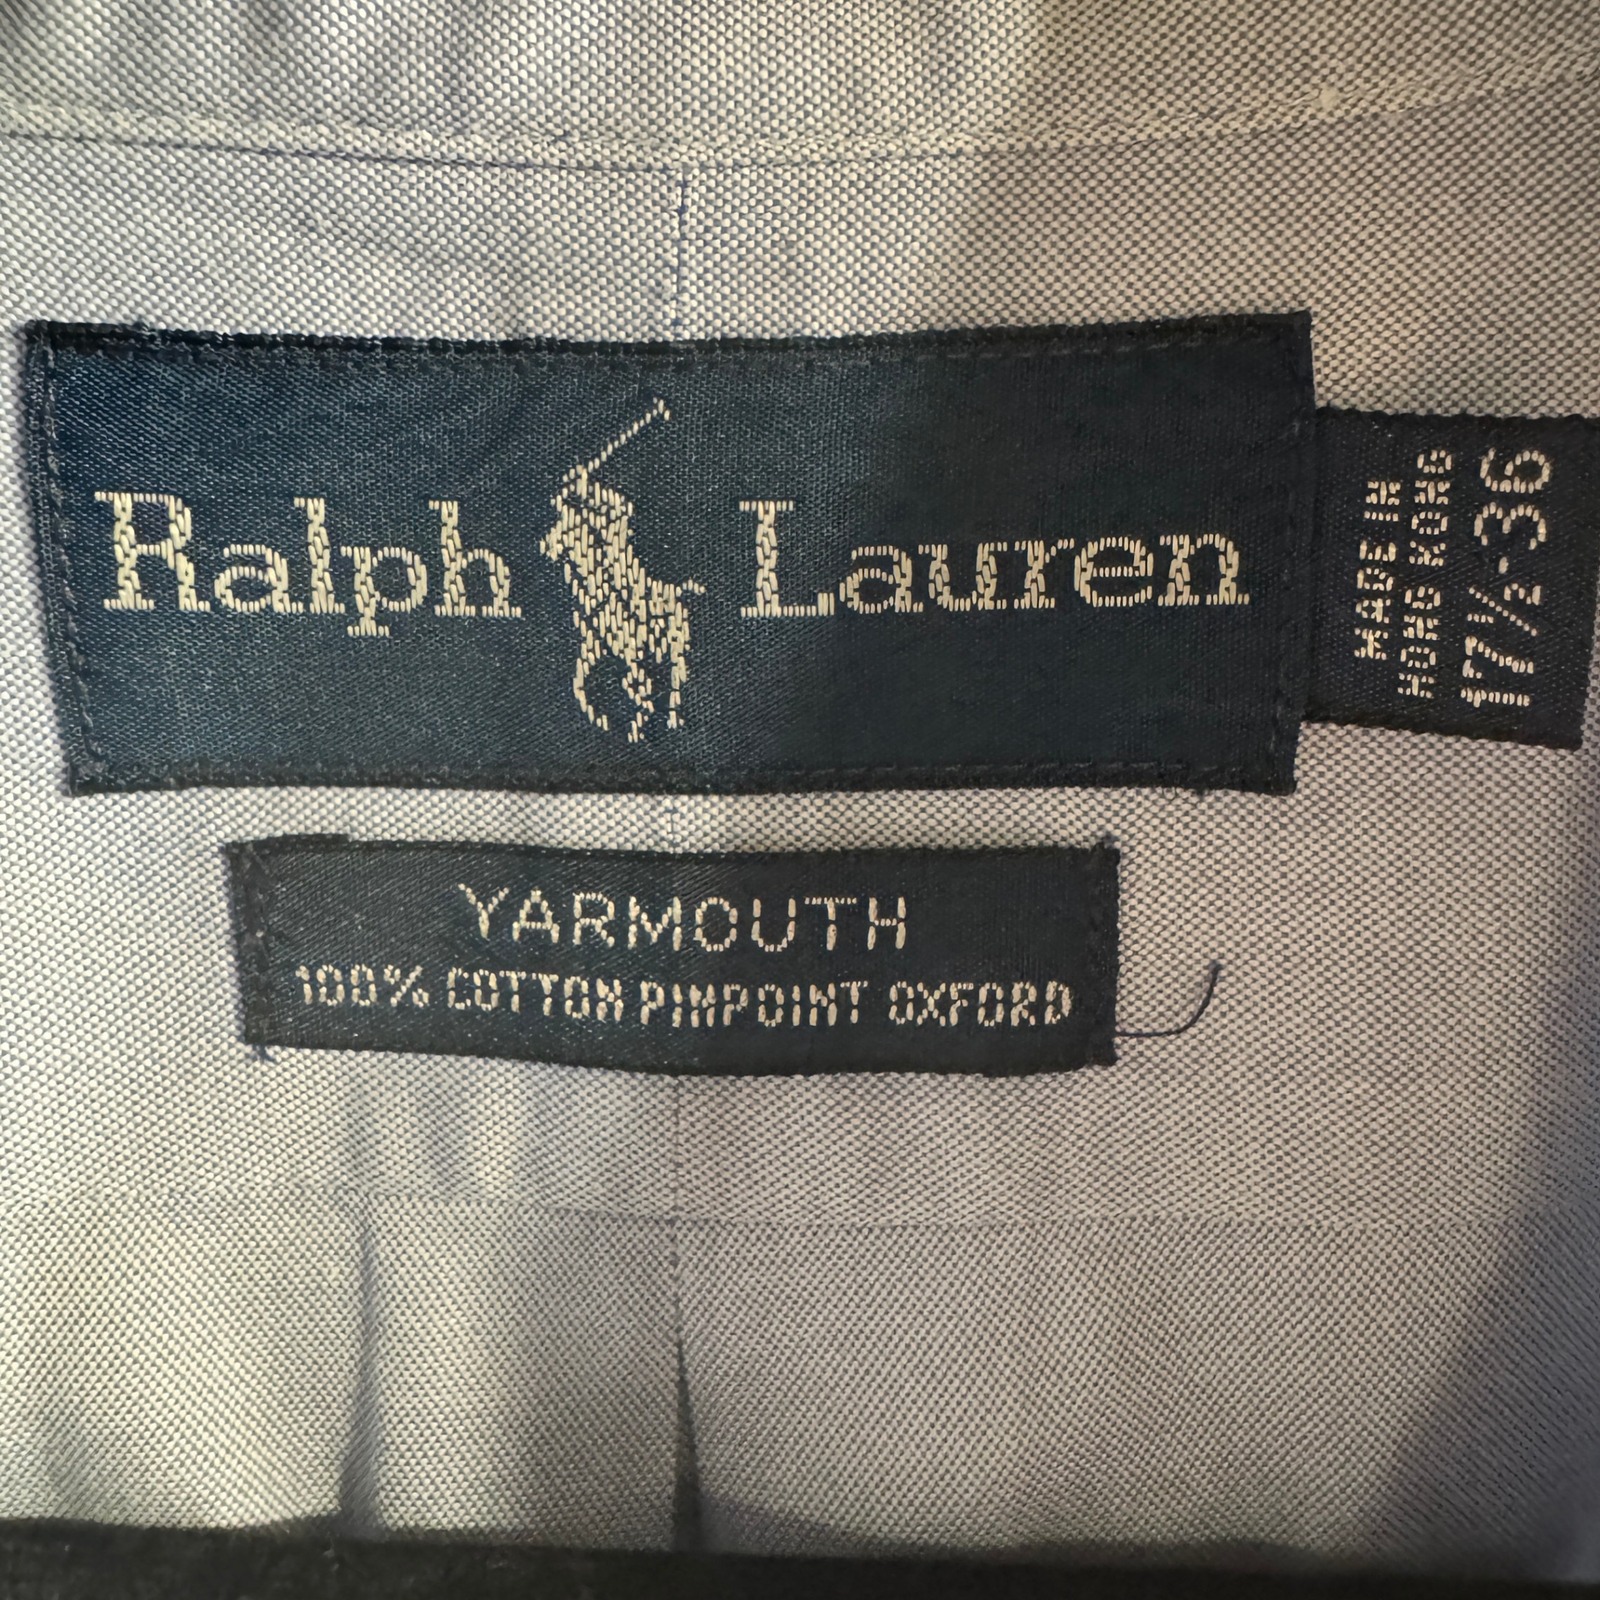 Ralph Lauren
MADE IN
HONG KONG
17½-36
YARMOUTH
100% COTTON PINPOINT OXFORD